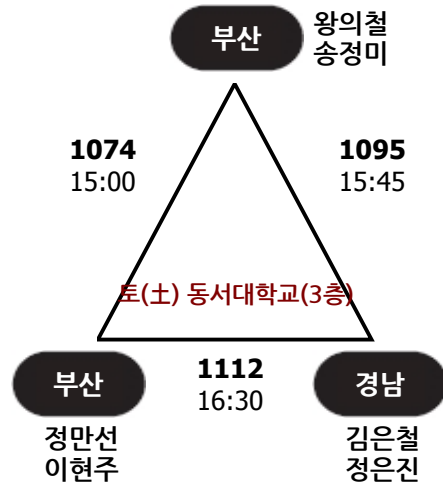 부산
왕의철
송정미
1074
15:00
1095
15:45
토(土) 동서대학교(3층)
부산
정만선
이현주
1112
16:30
경남
김은철
정은진